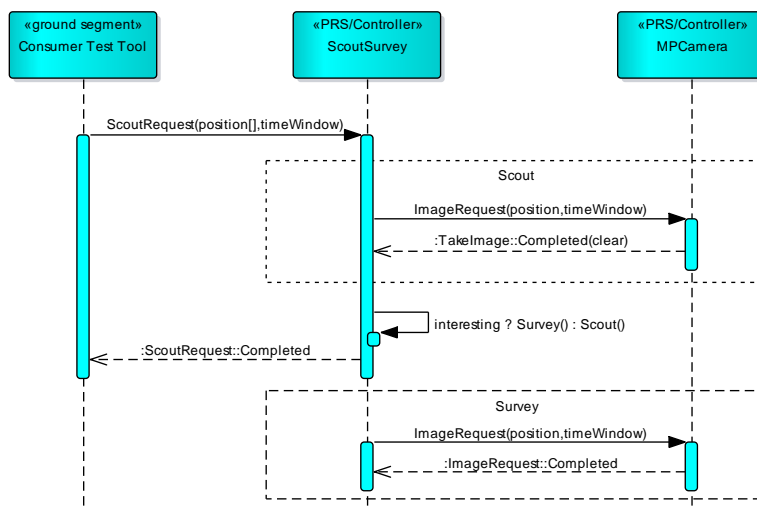 «ground segment»
Consumer Test Tool
«PRS/Controller»
ScoutSurvey
«PRS/Controller»
MPCamera
ScoutRequest(position[],timeWindow)
Scout
ImageRequest(position,timeWindow)
:TakeImage::Completed(clear)
interesting ? Survey() : Scout()
:ScoutRequest::Completed
Survey
ImageRequest(position,timeWindow)
:ImageRequest::Completed